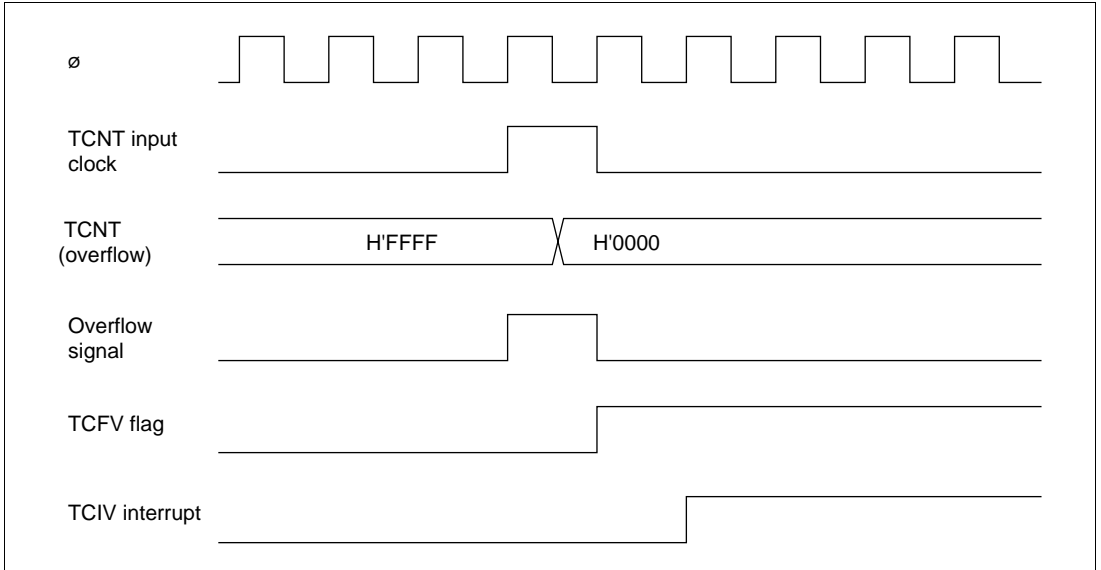 ø
TCNT input
clock
TCNT
(overflow)
H'FFFF
H'0000
Overflow
signal
TCFV flag
TCIV interrupt